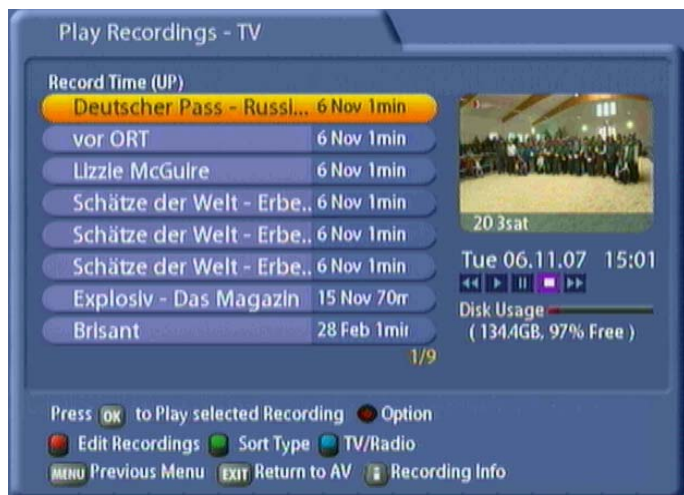 Play Recordings - TV
Record Time (UP)
Deutscher Pass - Russi... 6 Nov 1min
vor ORT 6 Nov 1min
Lizzie McGuire 6 Nov 1min
Schätze der Welt - Erbe.. 6 Nov 1min
Schätze der Welt - Erbe.. 6 Nov 1min
Schätze der Welt - Erbe.. 6 Nov 1min
Explosiv - Das Magazin 15 Nov 70m
Brisant 28 Feb 1min
1/9
20 3sat
Tue 06.11.07 15:01
Disk Usage
( 134.4GB, 97% Free )
Press OK to Play selected Recording Option
Edit Recordings Sort Type TV/Radio
MENU Previous Menu EXIT Return to AV i Recording Info